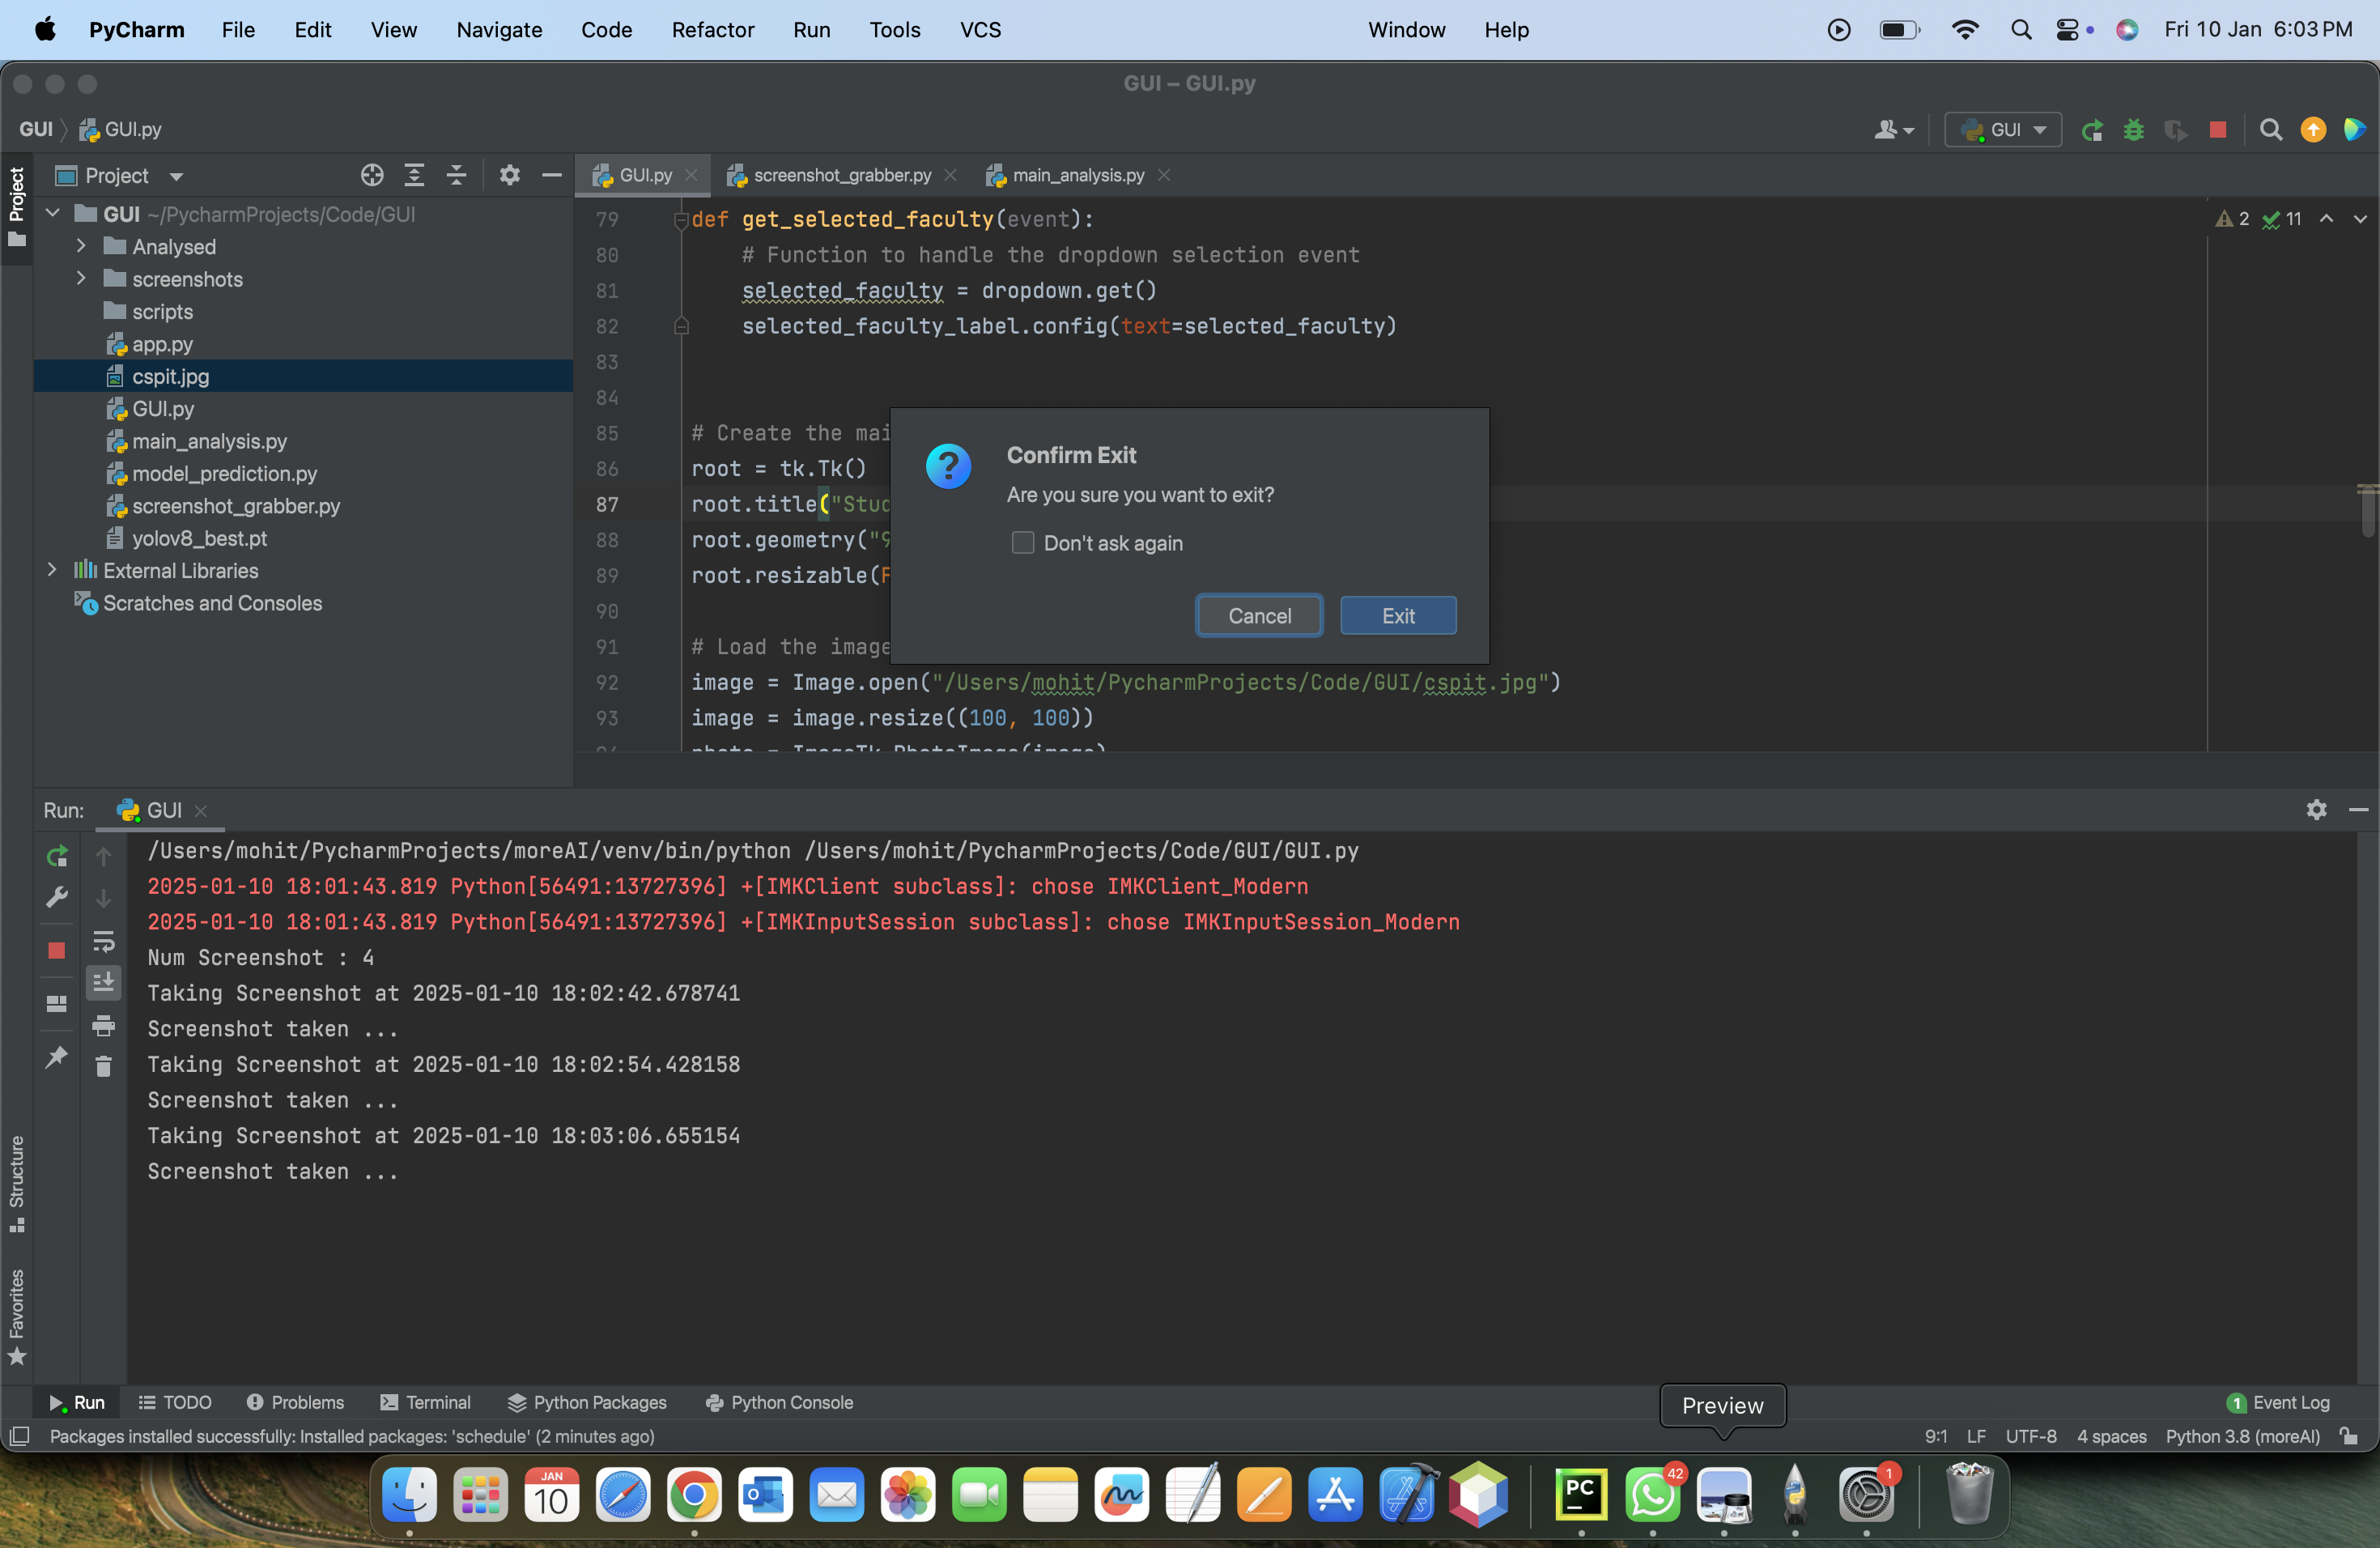 PyCharm File Edit View Navigate Code Refactor Run Tools VCS Window Help Fri 10 Jan 6:03 PM
GUI – GUI.py
GUI GUI.py GUI
Project GUI.py screenshot_grabber.py main_analysis.py
Project
GUI ~/PycharmProjects/Code/GUI
Analysed
screenshots
scripts
app.py
cspit.jpg
GUI.py
main_analysis.py
model_prediction.py
screenshot_grabber.py
yolov8_best.pt
External Libraries
Scratches and Consoles
79 def get_selected_faculty(event):
2 11
80 # Function to handle the dropdown selection event
81 selected_faculty = dropdown.get()
82 selected_faculty_label.config(text=selected_faculty)
83
84
85 # Create the mai
86 root = tk.Tk()
87 root.title("Stud
88 root.geometry("9
89 root.resizable(F
90
91 # Load the image
92 image = Image.open("/Users/mohit/PycharmProjects/Code/GUI/cspit.jpg")
93 image = image.resize((100, 100))
Confirm Exit
Are you sure you want to exit?
Don't ask again
Cancel Exit
Run: GUI
/Users/mohit/PycharmProjects/moreAI/venv/bin/python /Users/mohit/PycharmProjects/Code/GUI/GUI.py
2025-01-10 18:01:43.819 Python[56491:13727396] +[IMKClient subclass]: chose IMKClient_Modern
2025-01-10 18:01:43.819 Python[56491:13727396] +[IMKInputSession subclass]: chose IMKInputSession_Modern
Num Screenshot : 4
Taking Screenshot at 2025-01-10 18:02:42.678741
Screenshot taken ...
Taking Screenshot at 2025-01-10 18:02:54.428158
Screenshot taken ...
Taking Screenshot at 2025-01-10 18:03:06.655154
Screenshot taken ...
Structure
Favorites
Run TODO Problems Terminal Python Packages Python Console 1 Event Log
Preview
Packages installed successfully: Installed packages: 'schedule' (2 minutes ago) 9:1 LF UTF-8 4 spaces Python 3.8 (moreAI)
JAN
10
PC
42
1